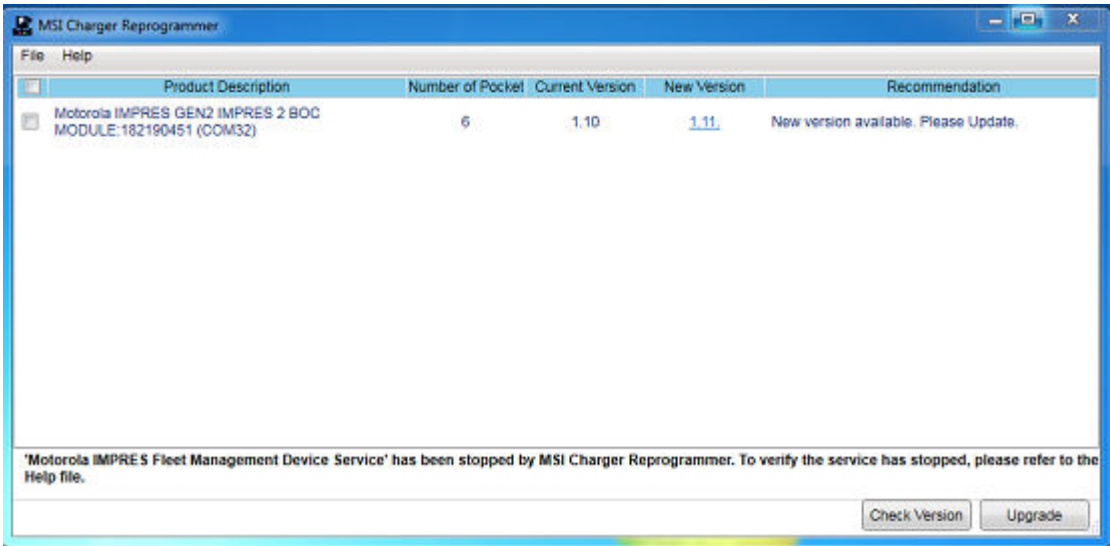 MSI Charger Reprogrammer
File Help
Product Description Number of Pocket Current Version New Version Recommendation
Motorola IMPRES GEN2 IMPRES 2 BOC
MODULE:182190451 (COM32) 6 1.10 1.11. New version available. Please Update.
'Motorola IMPRES Fleet Management Device Service' has been stopped by MSI Charger Reprogrammer. To verify the service has stopped, please refer to the
Help file.
Check Version Upgrade